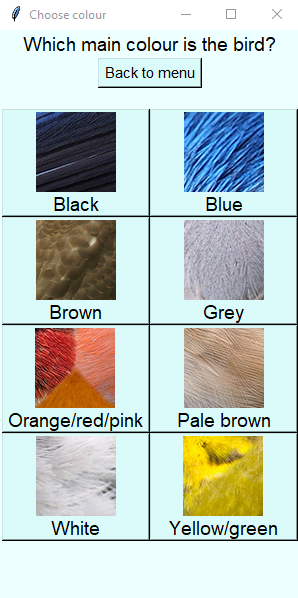 Choose colour
Which main colour is the bird?
Back to menu
Black
Blue
Brown
Grey
Orange/red/pink
Pale brown
White
Yellow/green